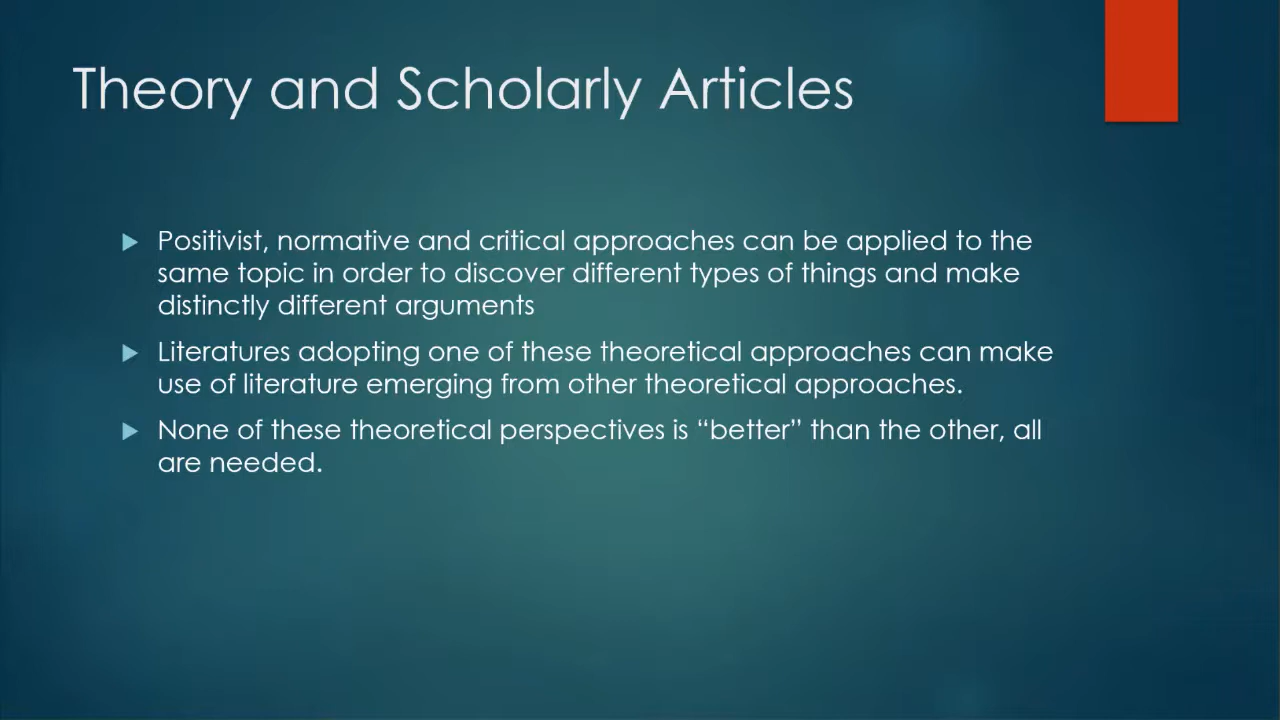 Theory and Scholarly Articles
Positivist, normative and critical approaches can be applied to the
same topic in order to discover different types of things and make
distinctly different arguments
Literatures adopting one of these theoretical approaches can make
use of literature emerging from other theoretical approaches.
None of these theoretical perspectives is “better” than the other, all
are needed.